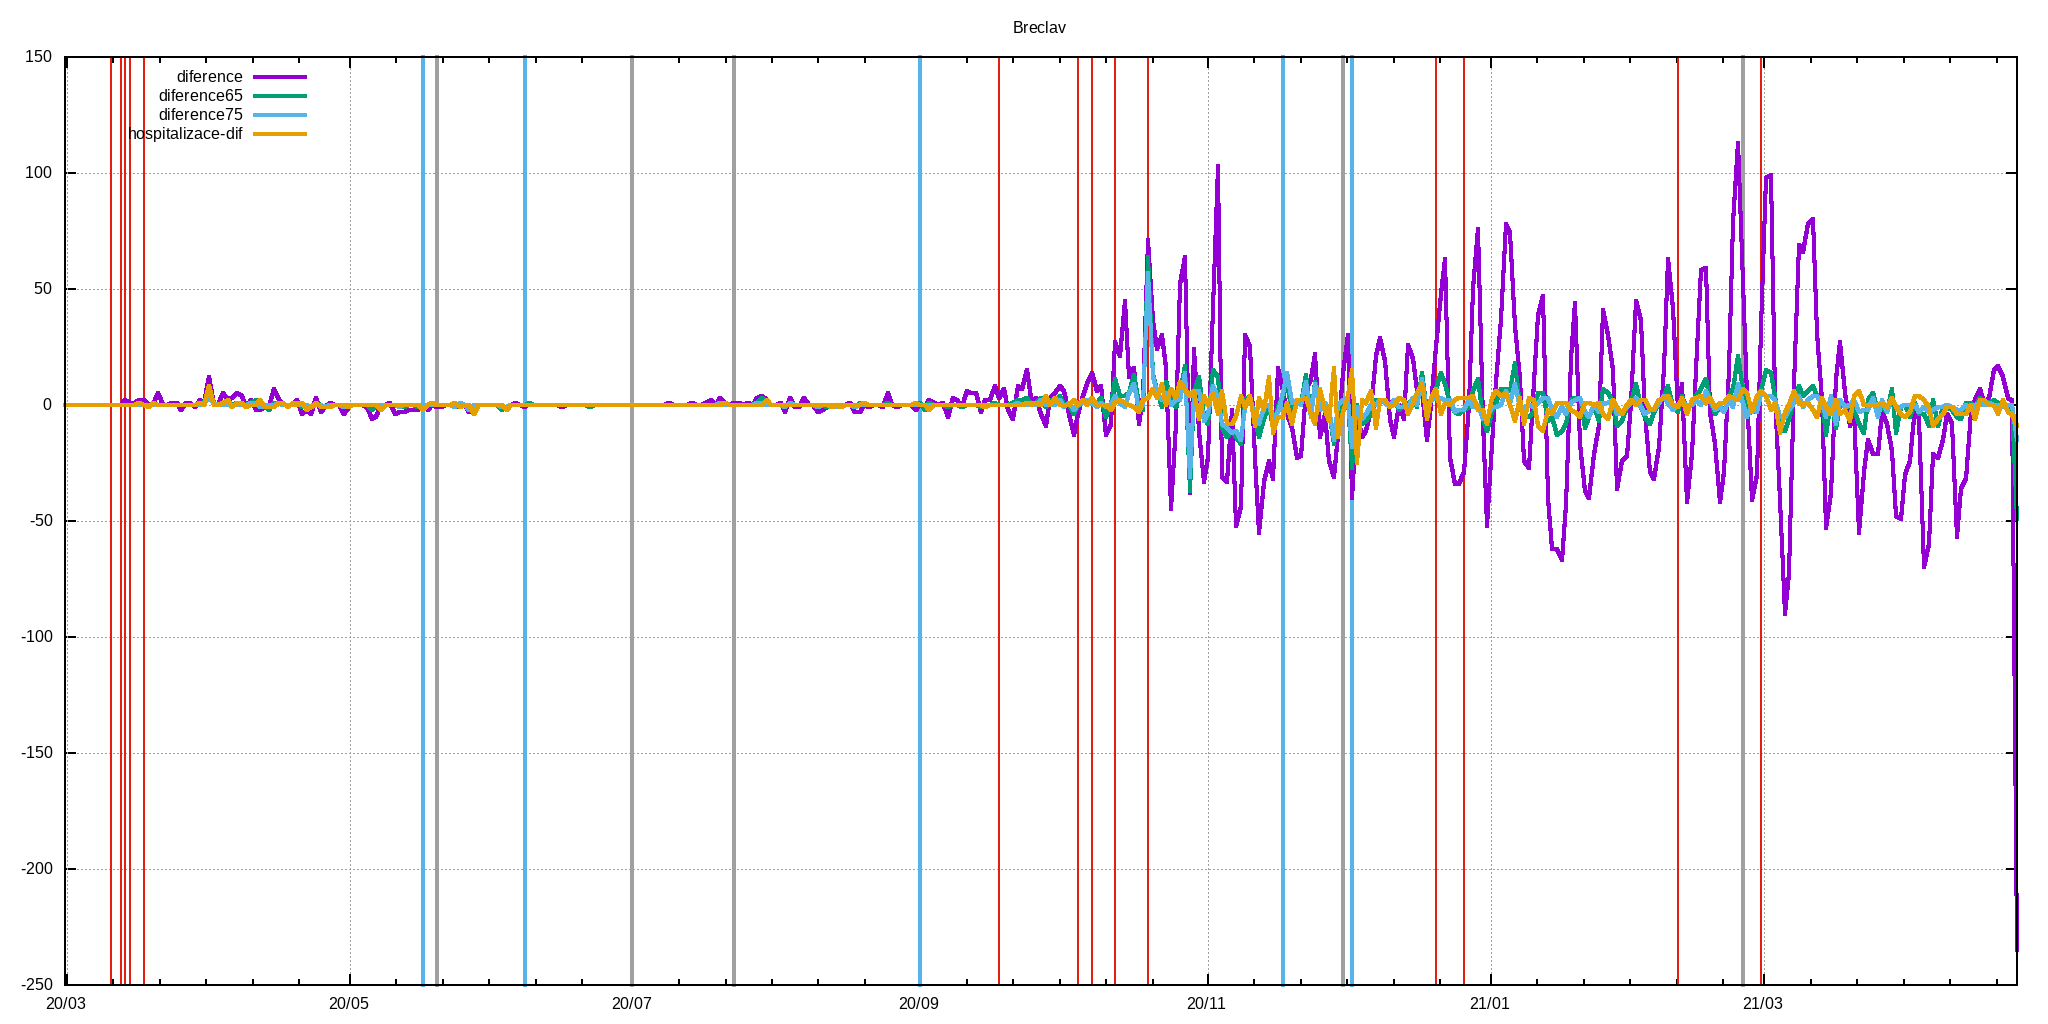 Breclav
150
100
50
0
-50
-100
-150
-200
-250
diference
diference65
diference75
hospitalizace-dif
20/03 20/05 20/07 20/09 20/11 21/01 21/03